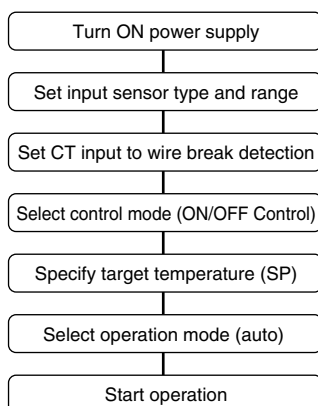 Turn ON power supply
Set input sensor type and range
Set CT input to wire break detection
Select control mode (ON/OFF Control)
Specify target temperature (SP)
Select operation mode (auto)
Start operation